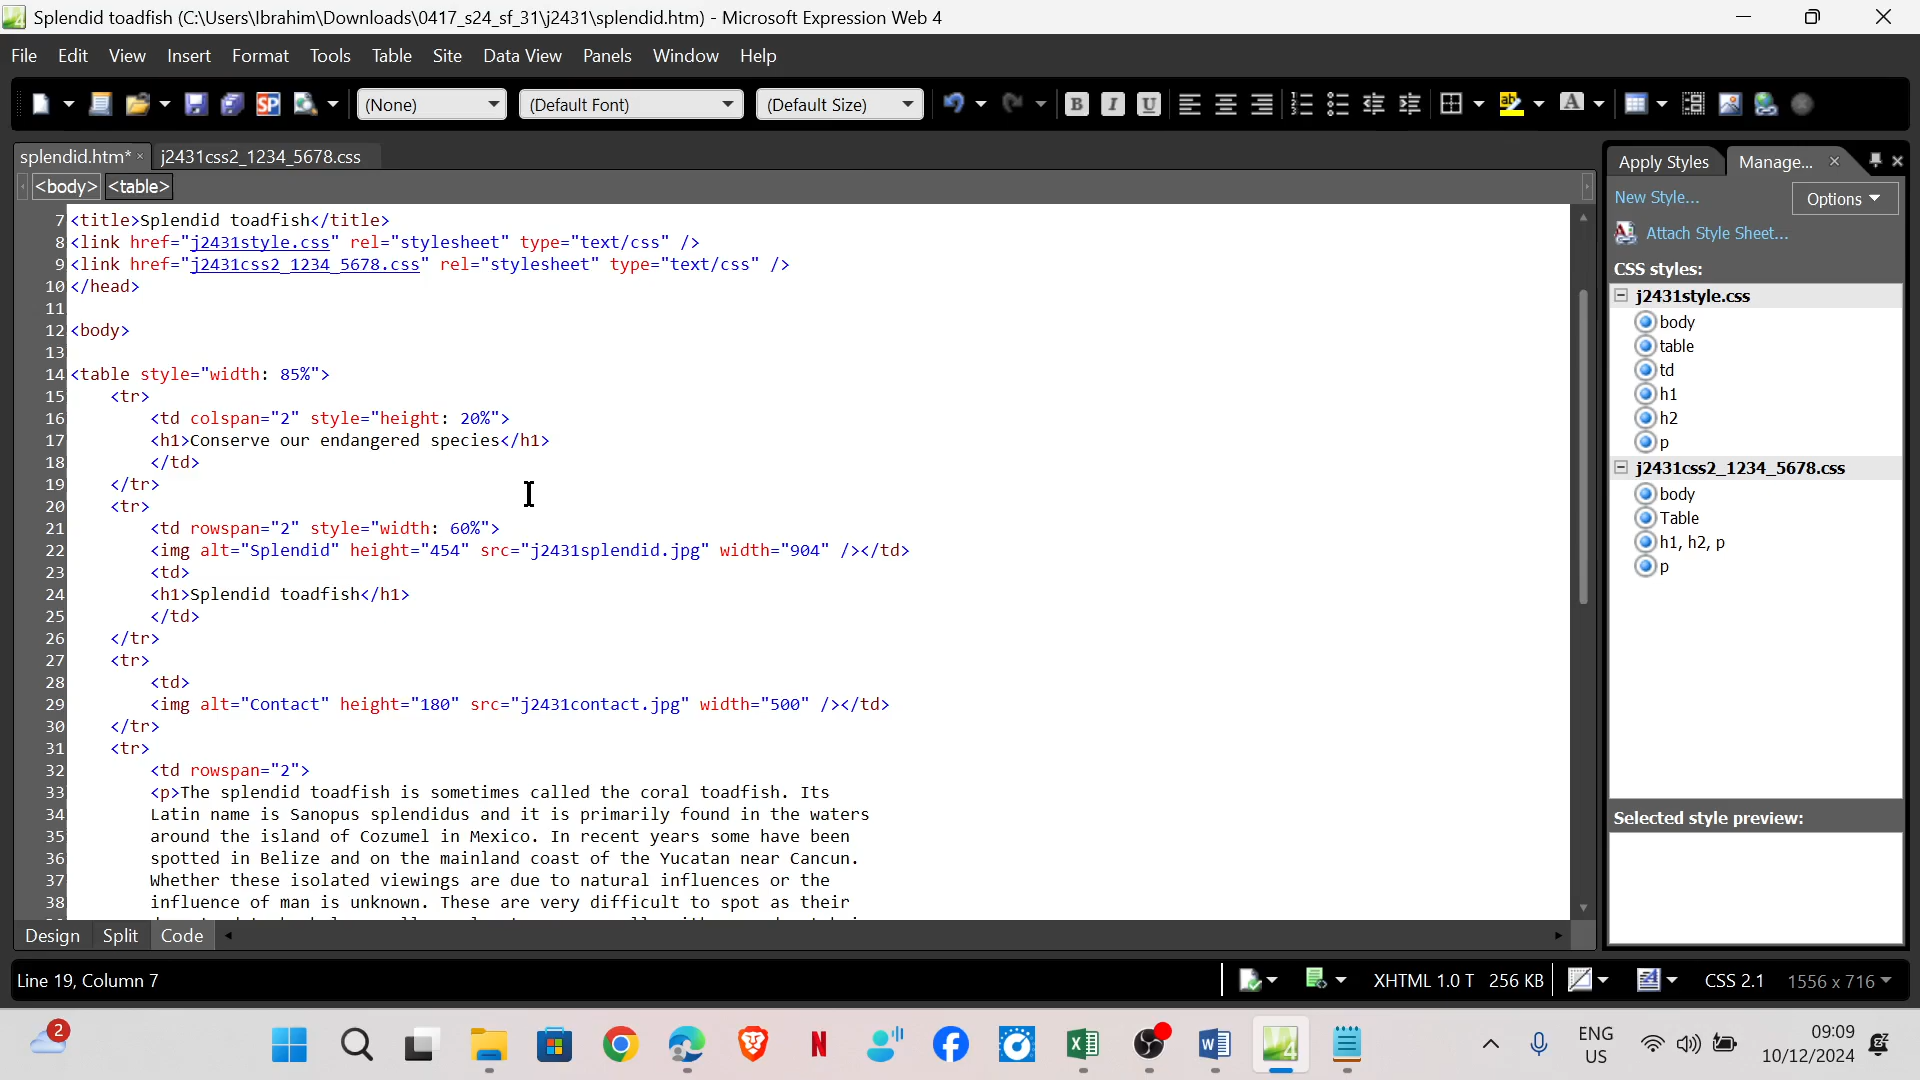 Splendid toadfish (C:\Users\Ibrahim\Downloads\0417_s24_sf_31\j2431\splendid.htm) - Microsoft Expression Web 4
File Edit View Insert Format Tools Table Site Data View Panels Window Help
(None) (Default Font) (Default Size) B I U A
splendid.htm* × j2431css2_1234_5678.css
<body> <table>
7 <title>Splendid toadfish</title>
8 <link href="j2431style.css" rel="stylesheet" type="text/css" />
9 <link href="j2431css2_1234_5678.css" rel="stylesheet" type="text/css" />
10 </head>
11
12 <body>
13
14 <table style="width: 85%">
15 <tr>
16 <td colspan="2" style="height: 20%">
17 <h1>Conserve our endangered species</h1>
18 </td>
19 </tr>
20 <tr>
21 <td rowspan="2" style="width: 60%">
22 <img alt="Splendid" height="454" src="j2431splendid.jpg" width="904" /></td>
23 <td>
24 <h1>Splendid toadfish</h1>
25 </td>
26 </tr>
27 <tr>
28 <td>
29 <img alt="Contact" height="180" src="j2431contact.jpg" width="500" /></td>
30 </tr>
31 <tr>
32 <td rowspan="2">
33 <p>The splendid toadfish is sometimes called the coral toadfish. Its
34 Latin name is Sanopus splendidus and it is primarily found in the waters
35 around the island of Cozumel in Mexico. In recent years some have been
36 spotted in Belize and on the mainland coast of the Yucatan near Cancun.
37 Whether these isolated viewings are due to natural influences or the
38 influence of man is unknown. These are very difficult to spot as their
Design Split Code
Line 19, Column 7
XHTML 1.0 T 256 KB CSS 2.1 1556 x 716
Apply Styles Manage... ×
New Style... Options
Attach Style Sheet...
CSS styles:
j2431style.css
body
table
td
h1
h2
p
j2431css2_1234_5678.css
body
Table
h1, h2, p
p
Selected style preview:
2
SP
N
4
ENG
US
09:09
10/12/2024